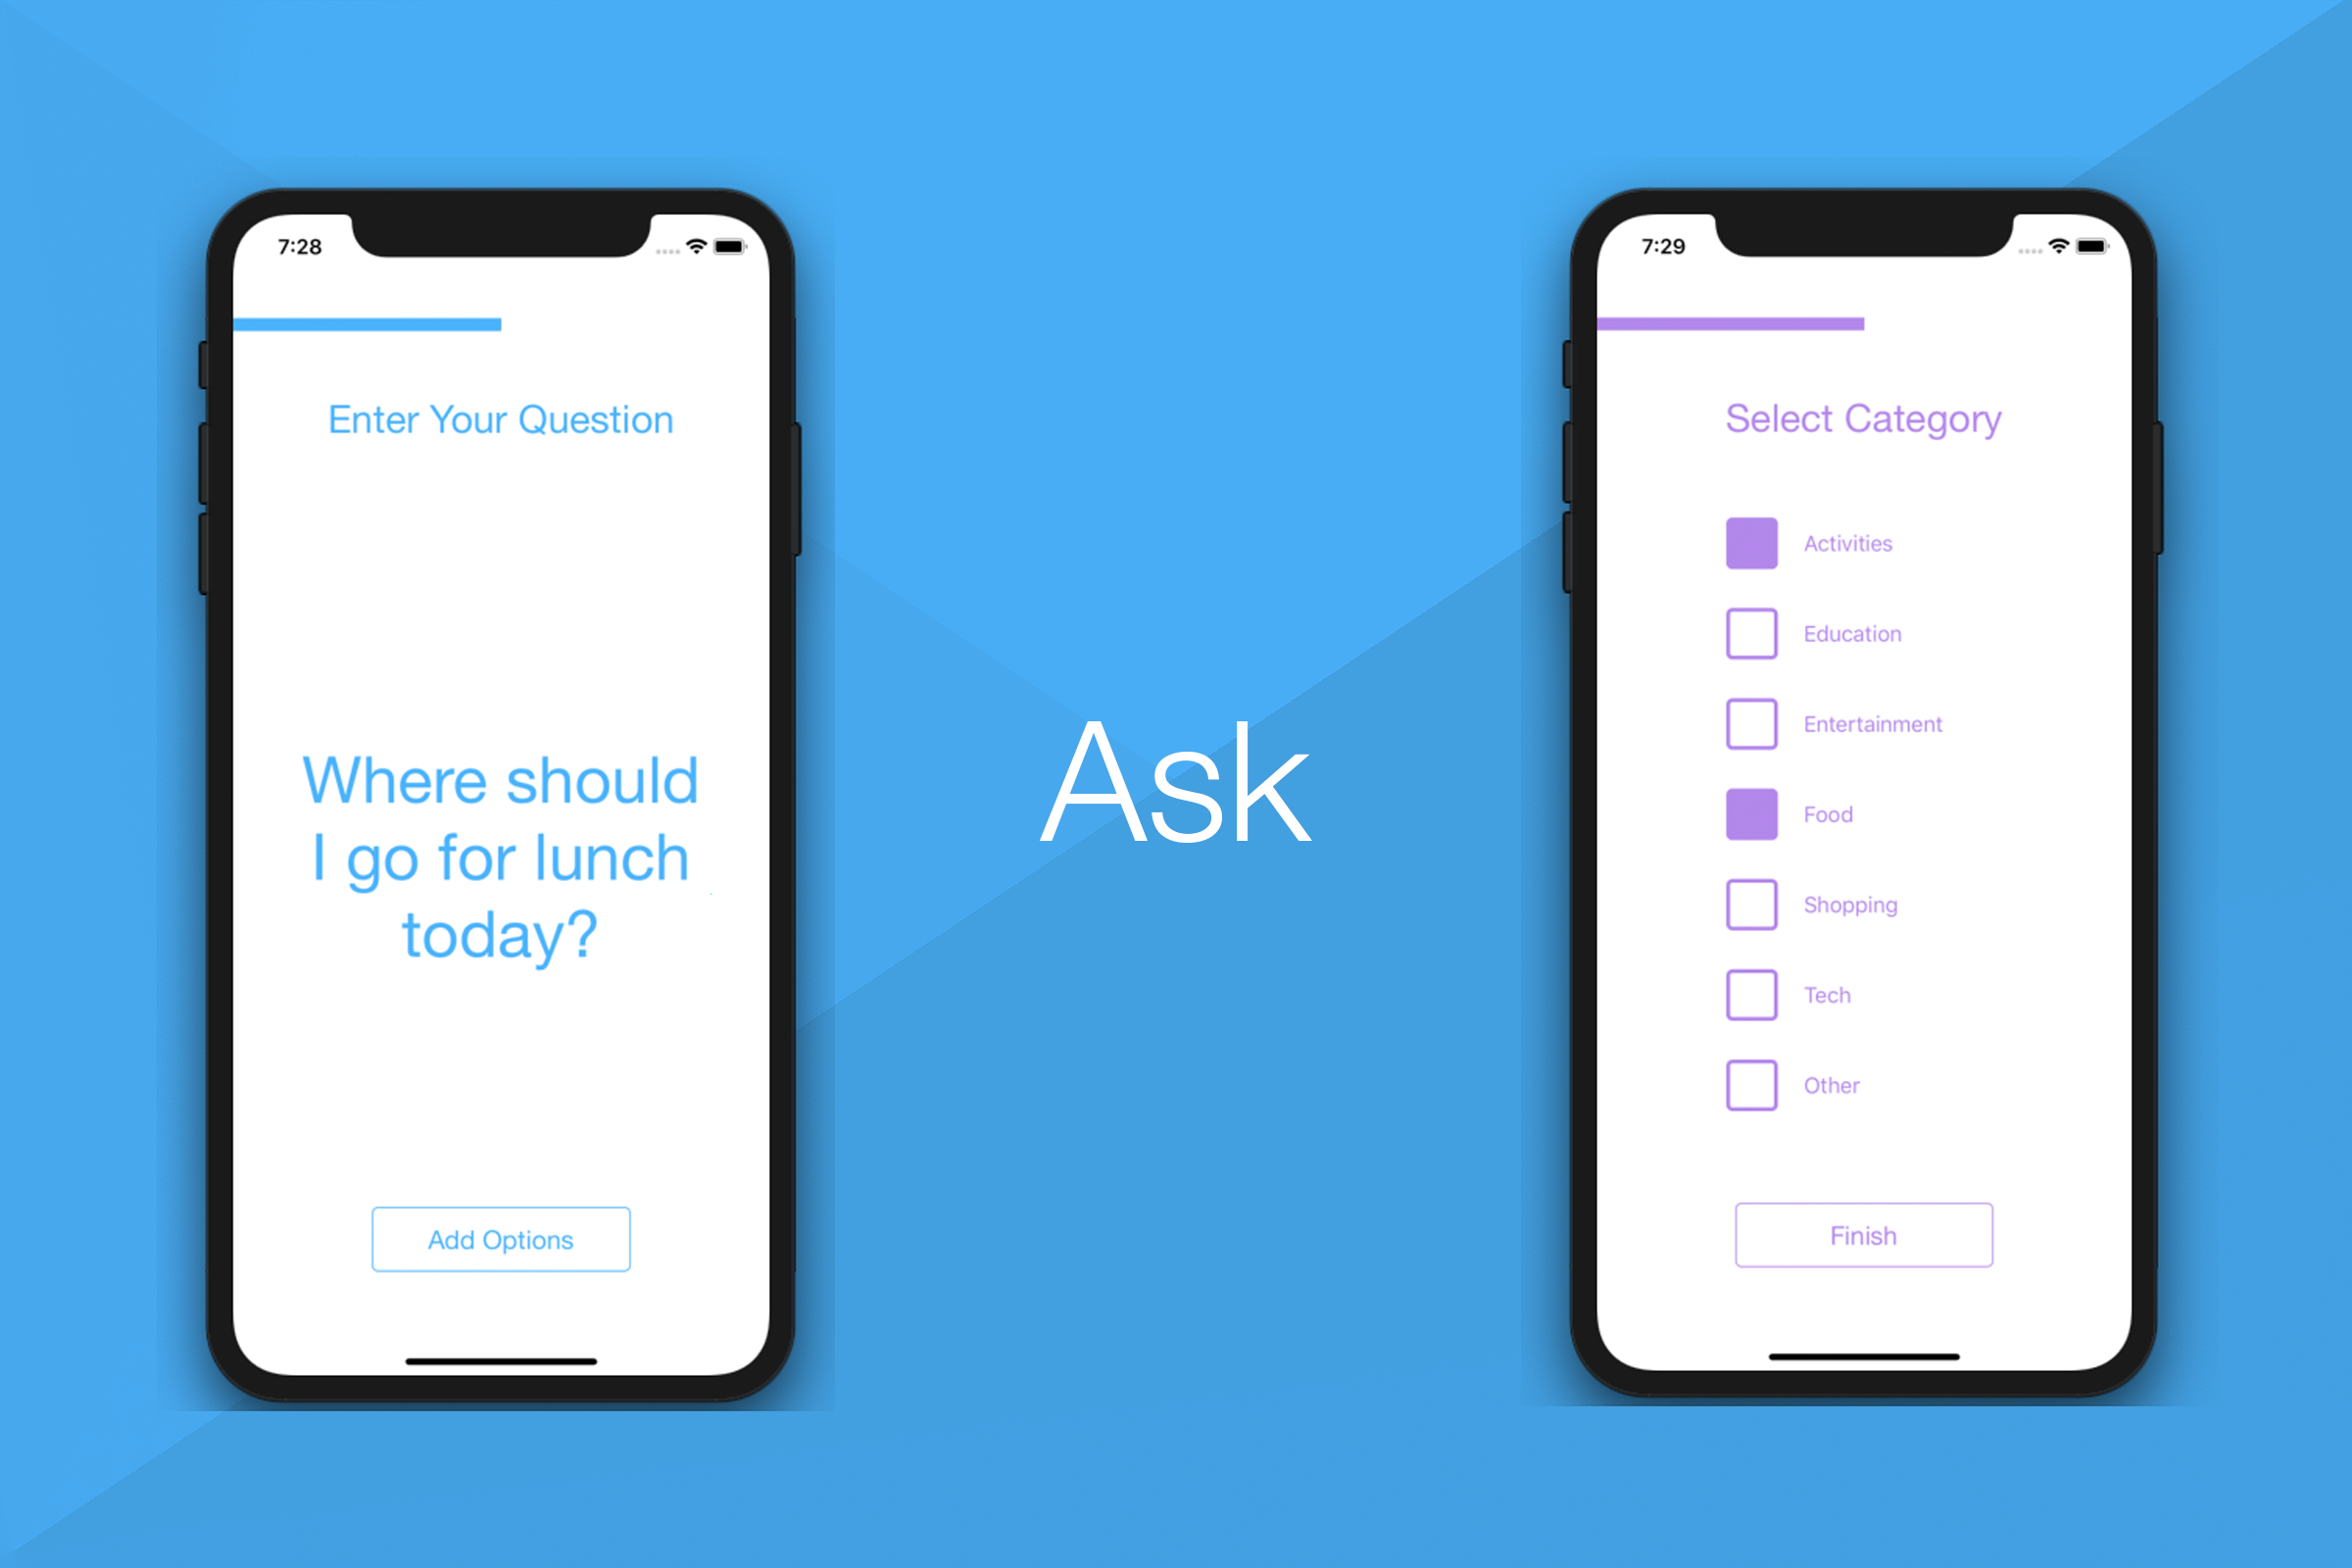 7:28
Enter Your Question
Where should
I go for lunch
today?
Add Options
Ask
7:29
Select Category
Activities
Education
Entertainment
Food
Shopping
Tech
Other
Finish